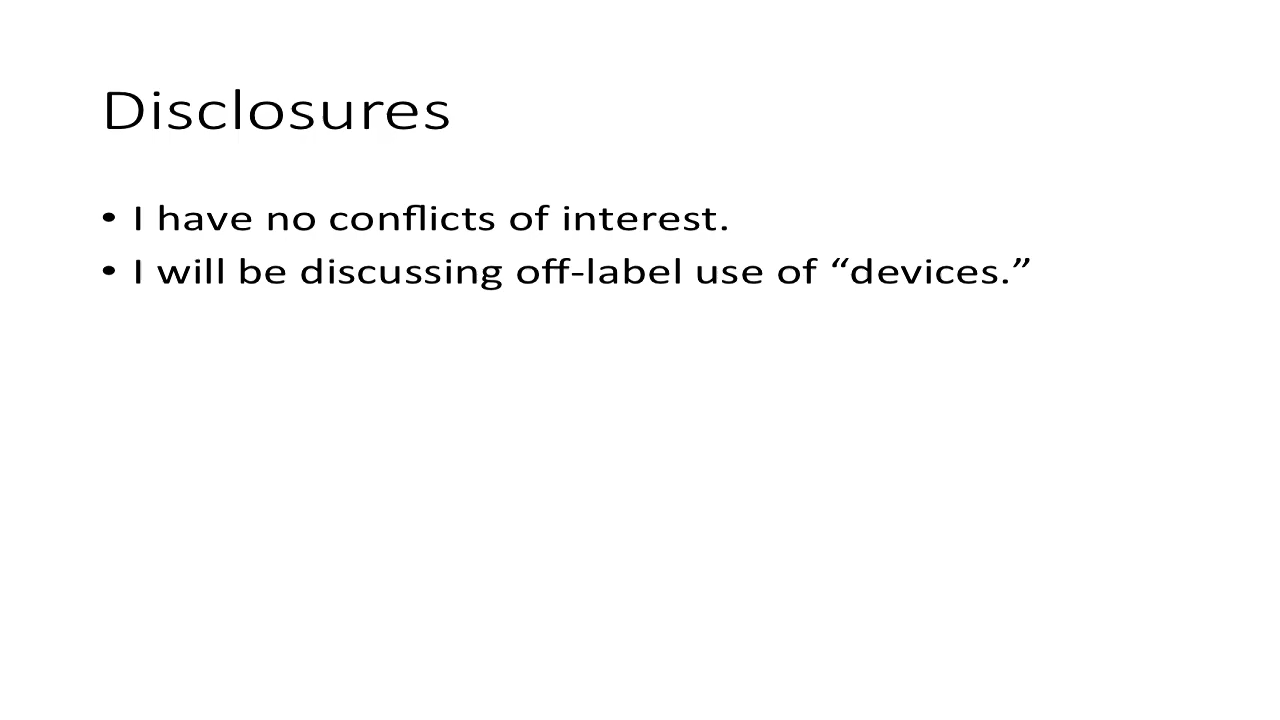 Disclosures
• I have no conflicts of interest.
• I will be discussing off-label use of “devices.”